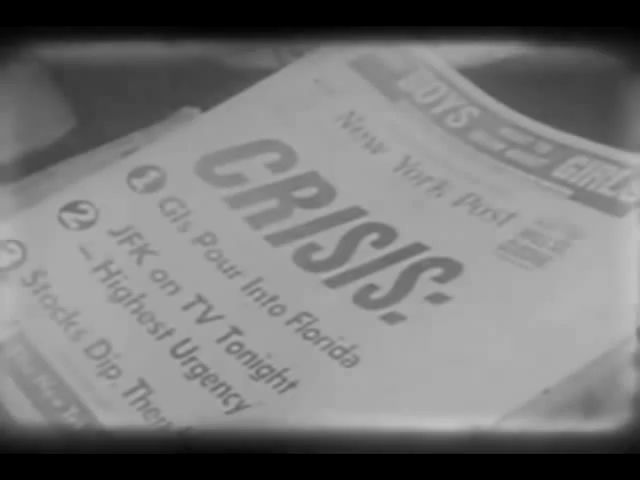 BOYS GIRLS
New York Post
CRISIS:
1 GIs Pour Into Florida
2 JFK on TV Tonight
— Highest Urgency
3 Stocks Dip, Then